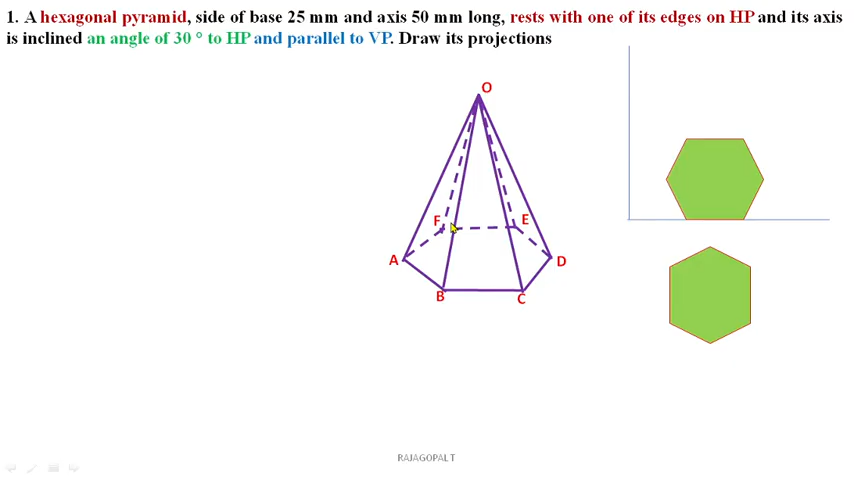 1. A hexagonal pyramid, side of base 25 mm and axis 50 mm long, rests with one of its edges on HP and its axis
is inclined an angle of 30 ° to HP and parallel to VP. Draw its projections
O
F
E
A
D
B
C
RAJAGOPAL T